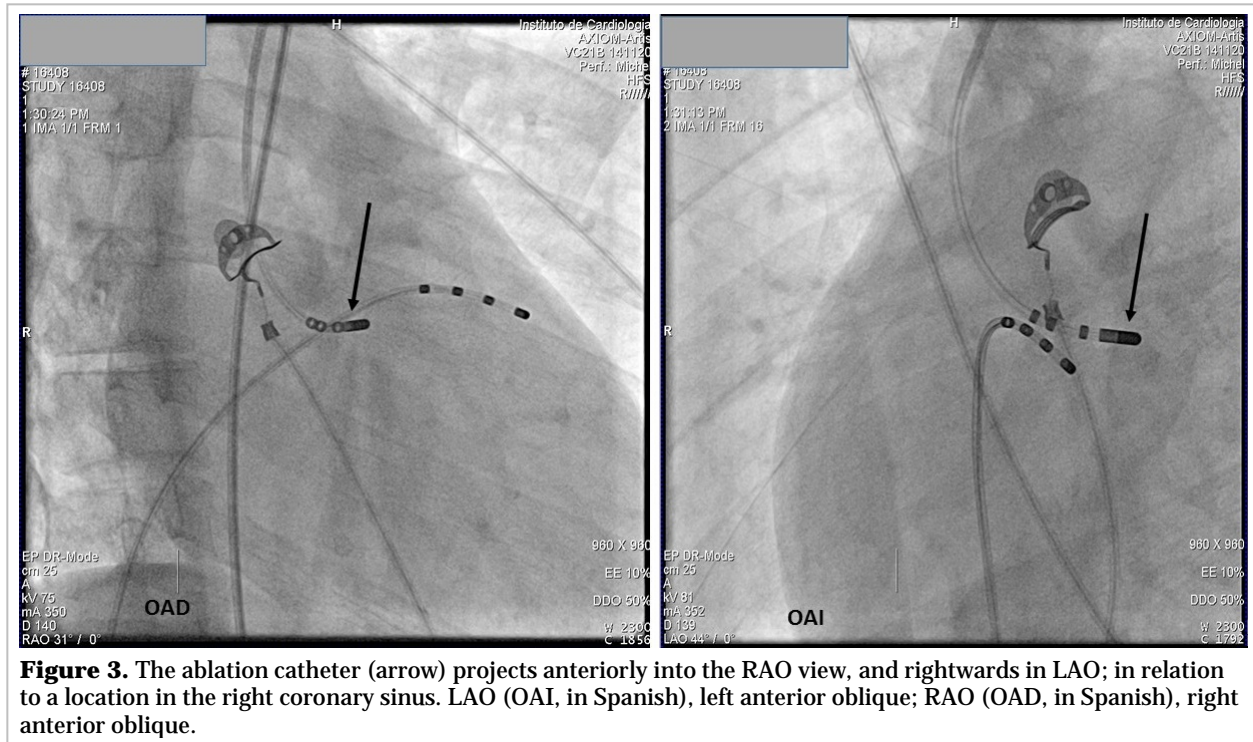 H
Instituto de Cardiologia
AXIOM-Artis
VC21B 141120
Perf.: Michel
HFS
R//////
# 16408
STUDY 16408
1
1:30:24 PM
1 IMA 1/1 FRM 1
R
EP DR-Mode
cm 25
A
kV 75
mA 350
D 140
RAO 31° / 0°
OAD
960 X 960
EE 10%
DDO 50%
W 2300
C 1856
H
Instituto de Cardiologia
AXIOM-Artis
VC21B 141120
Perf.: Michel
HFS
R//////
# 16408
STUDY 16408
1
1:31:13 PM
2 IMA 1/1 FRM 16
R
EP DR-Mode
cm 25
A
kV 81
mA 352
D 139
LAO 44° / 0°
OAI
960 X 960
EE 10%
DDO 50%
W 2300
C 1792
Figure 3. The ablation catheter (arrow) projects anteriorly into the RAO view, and rightwards in LAO; in relation
to a location in the right coronary sinus. LAO (OAI, in Spanish), left anterior oblique; RAO (OAD, in Spanish), right
anterior oblique.